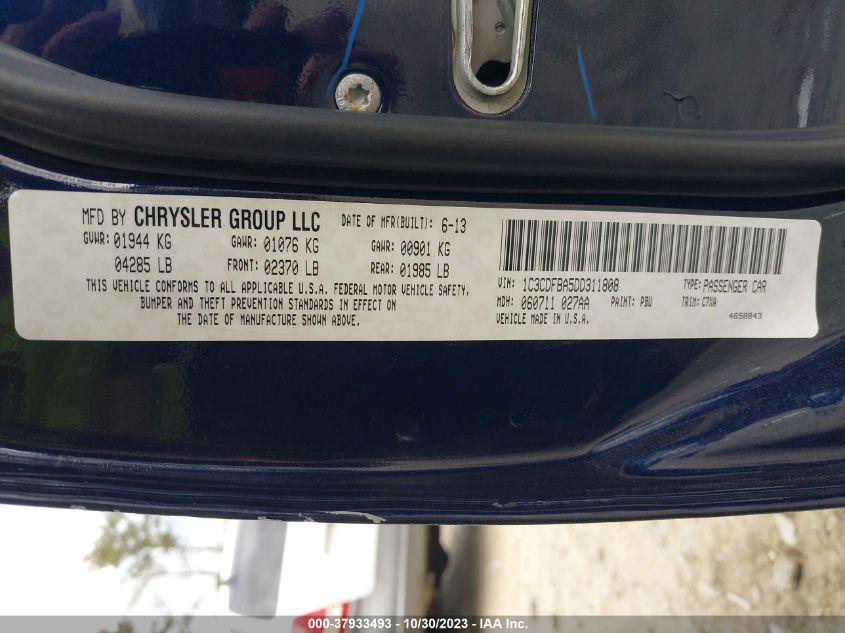 MFD BY CHRYSLER GROUP LLC DATE OF MFR(BUILT): 6-13
GVWR: 01944 KG GAWR: 01076 KG GAWR: 00901 KG
04285 LB FRONT: 02370 LB REAR: 01985 LB
THIS VEHICLE CONFORMS TO ALL APPLICABLE U.S.A. FEDERAL MOTOR VEHICLE SAFETY,
BUMPER AND THEFT PREVENTION STANDARDS IN EFFECT ON
THE DATE OF MANUFACTURE SHOWN ABOVE.
VIN: 1C3CDFBA5DD311808 TYPE: PASSENGER CAR
MDH: 060711 027AA PAINT: PBU TRIM: C7XA
VEHICLE MADE IN U.S.A. 4658843
000-37933493 - 10/30/2023 - IAA Inc.